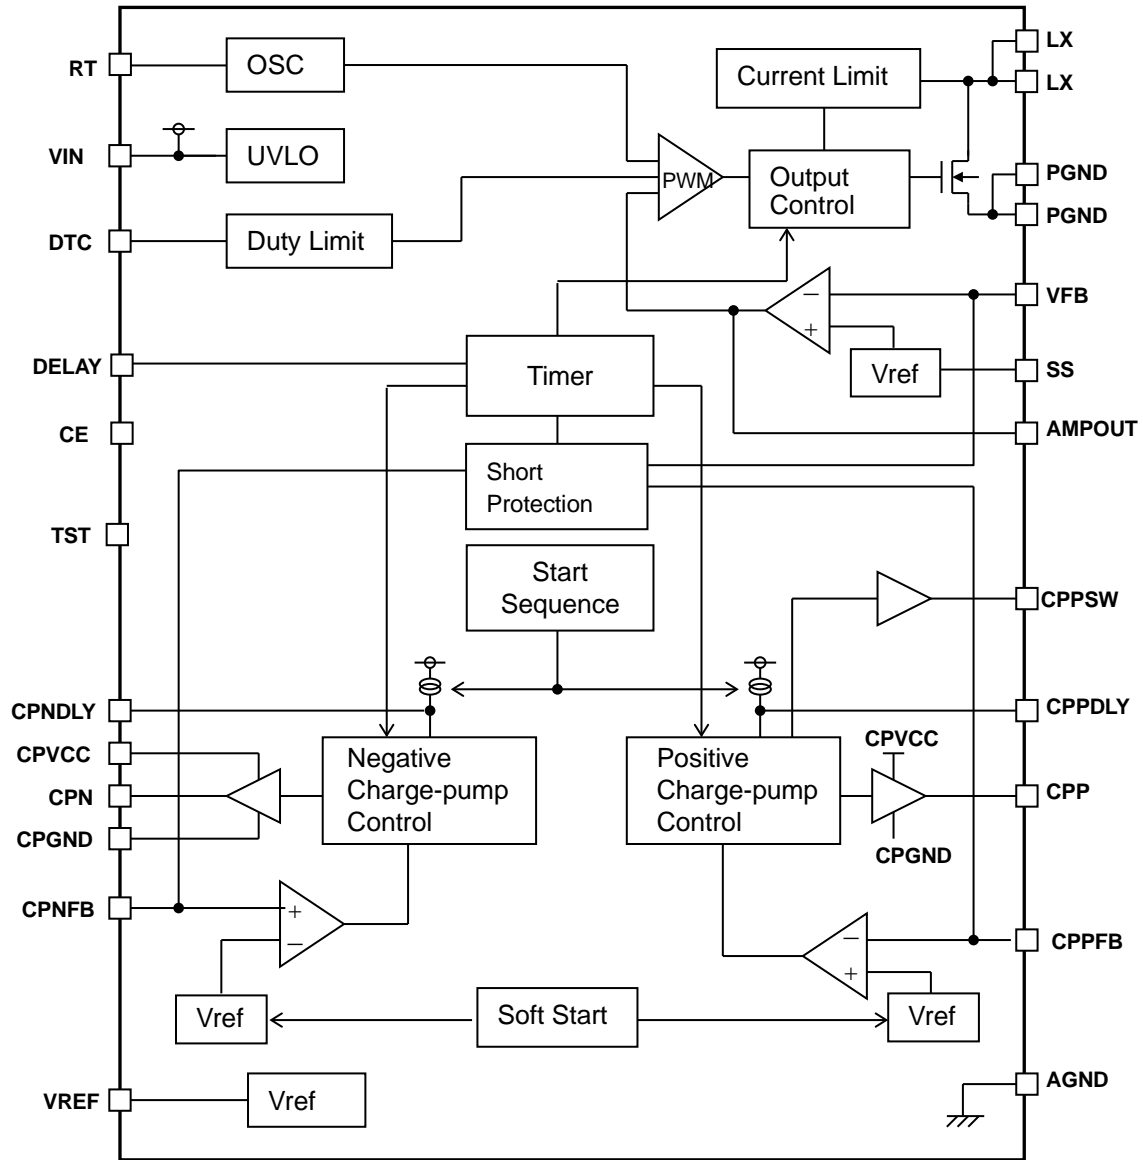 LX
RT
OSC
Current Limit
LX
VIN
UVLO
PWM
Output
Control
PGND
PGND
DTC
Duty Limit
−
VFB
+
DELAY
Timer
Vref
SS
CE
AMPOUT
Short
Protection
TST
Start
Sequence
CPPSW
CPNDLY
CPPDLY
CPVCC
Negative
Charge-pump
Control
Positive
Charge-pump
Control
CPVCC
CPN
CPP
CPGND
CPGND
CPNFB
+
−
−
+
CPPFB
Vref
Soft Start
Vref
VREF
Vref
AGND